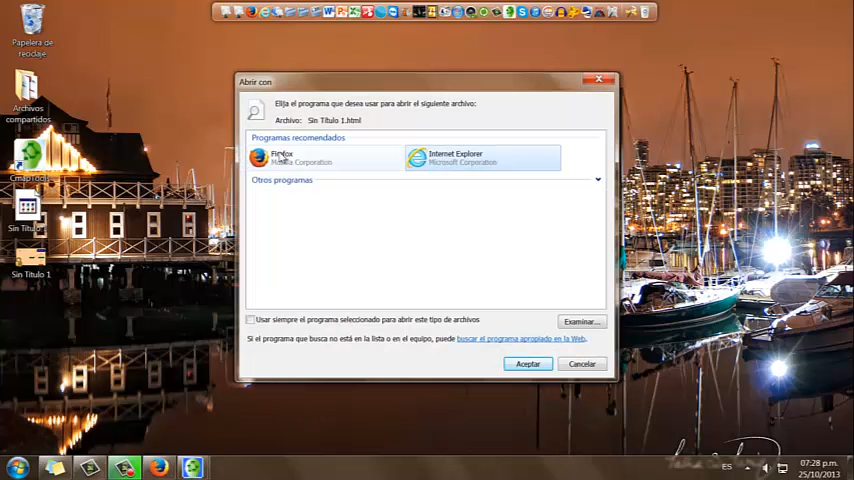 Papelera de
reciclaje
Archivos
compartidos
CmapTools
Sin Título 1
Sin Título 1
Abrir con
Elija el programa que desea usar para abrir el siguiente archivo:
Archivo: Sin Título 1.html
Programas recomendados
Firefox
Mozilla Corporation
Internet Explorer
Microsoft Corporation
Otros programas
Usar siempre el programa seleccionado para abrir este tipo de archivos
Examinar...
Si el programa que busca no está en la lista o en el equipo, puede buscar el programa apropiado en la Web.
Aceptar
Cancelar
ES
07:28 p.m.
25/10/2013